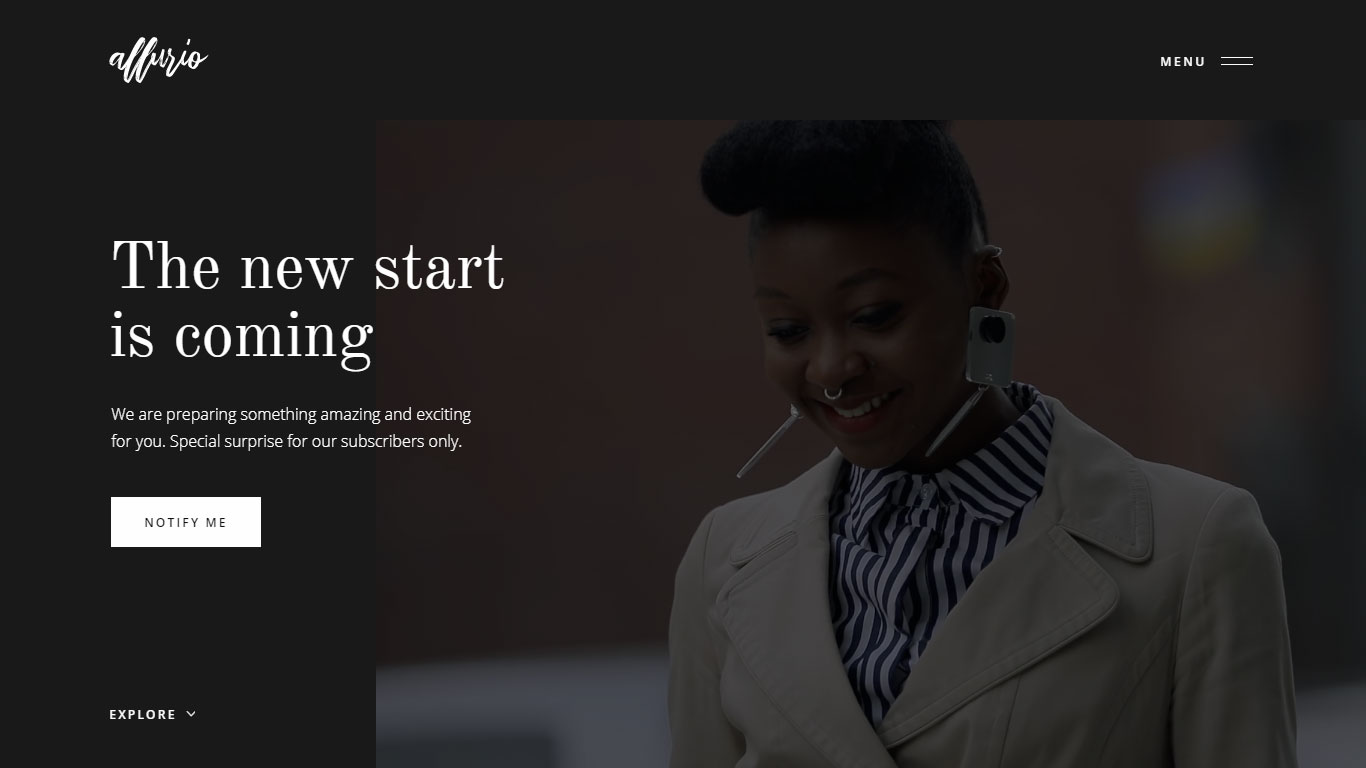 affurio
MENU
The new start
is coming
We are preparing something amazing and exciting
for you. Special surprise for our subscribers only.
NOTIFY ME
EXPLORE